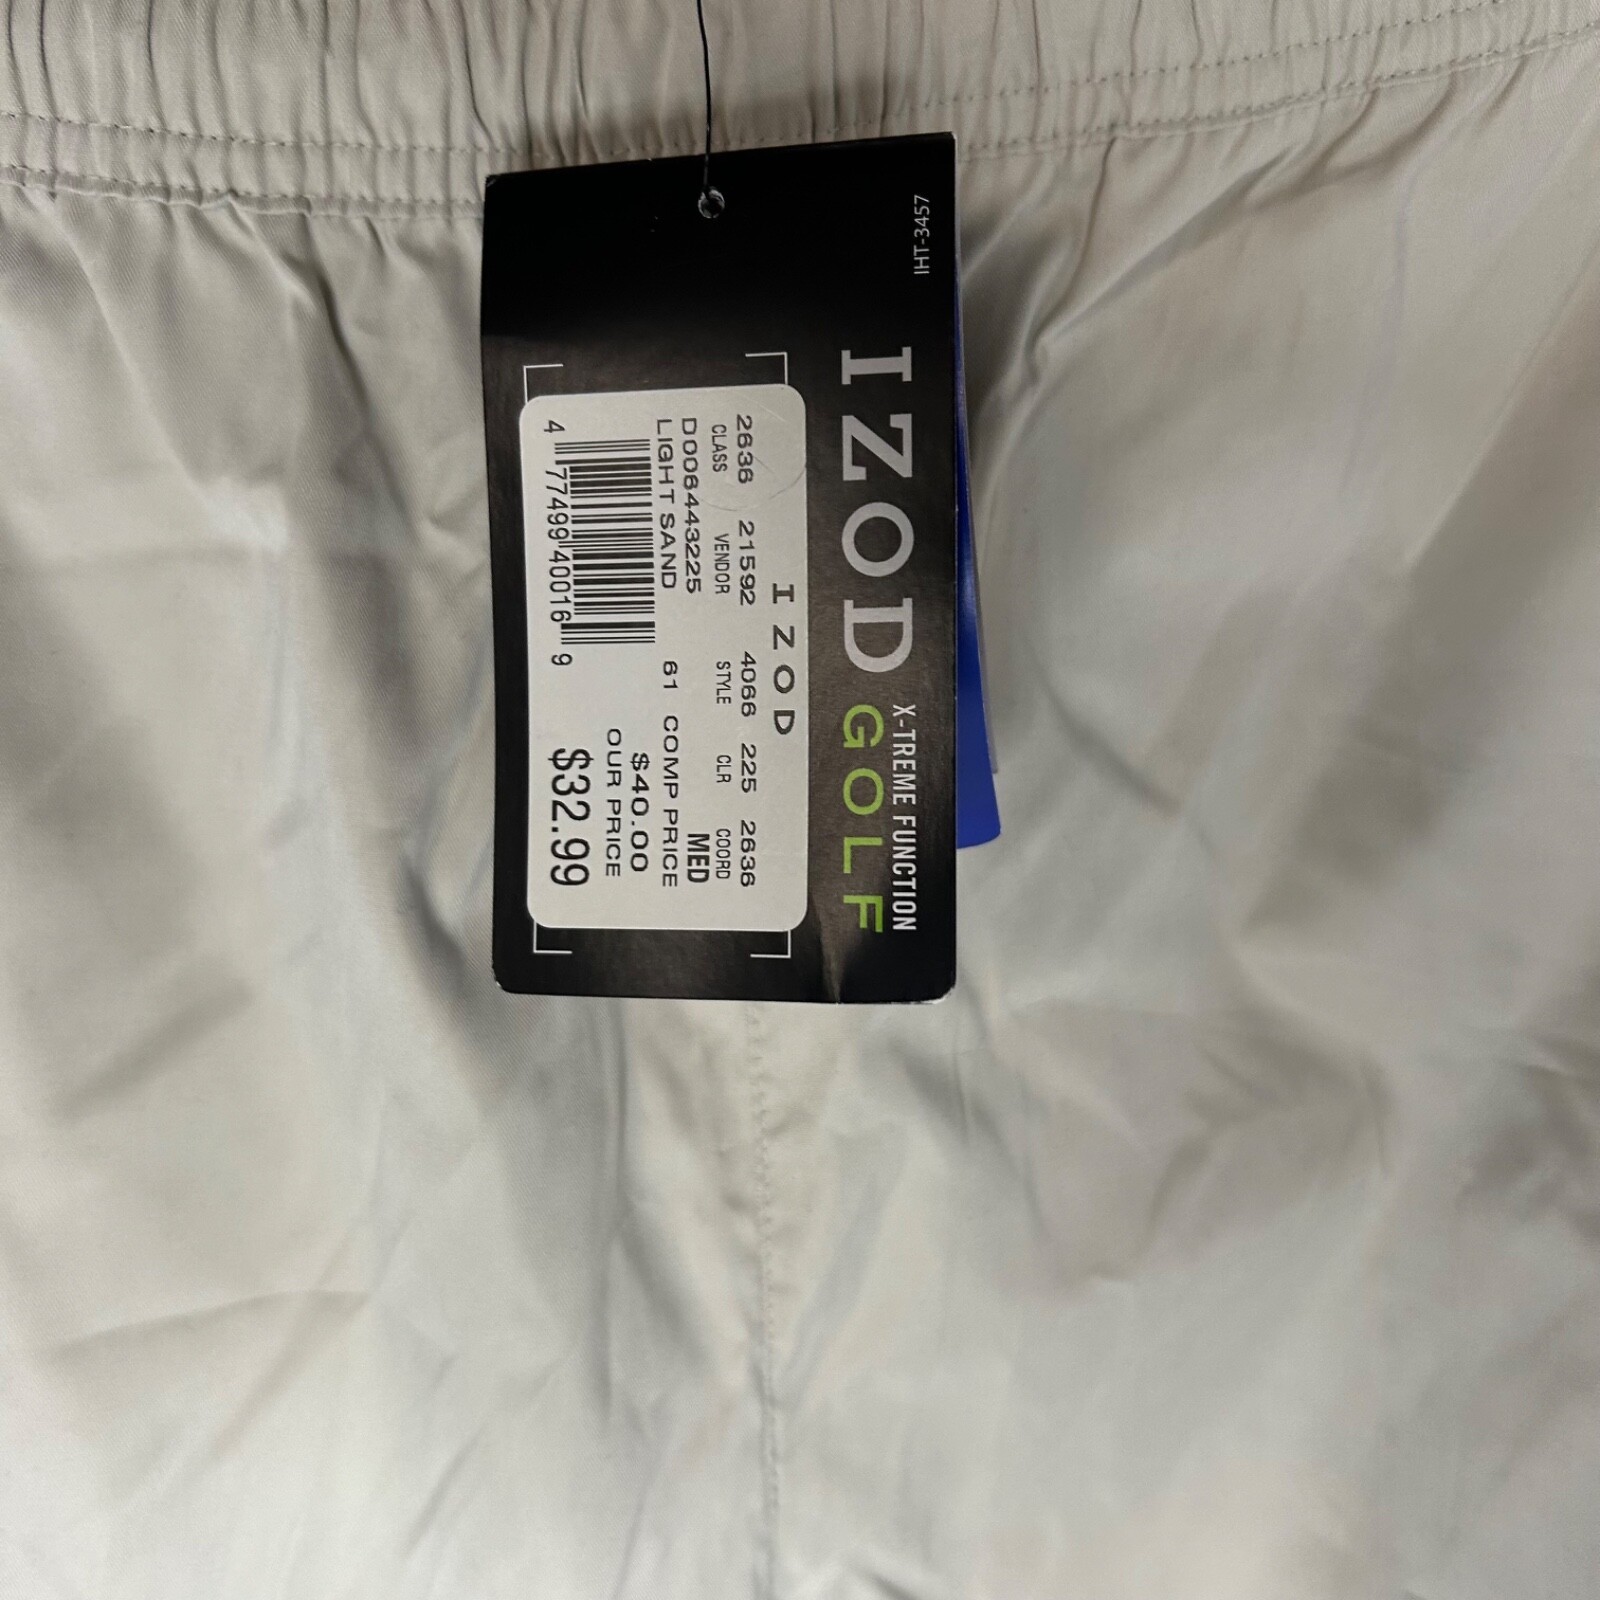 IHT-3457
IZOD
X-TREME FUNCTION
GOLF
IZOD
2636 21592 4066 225 2636
CLASS VENDOR STYLE CLR COORD
D006443225 MED
LIGHT SAND 61 COMP PRICE
$40.00
OUR PRICE
$32.99
4 77499 40016 9